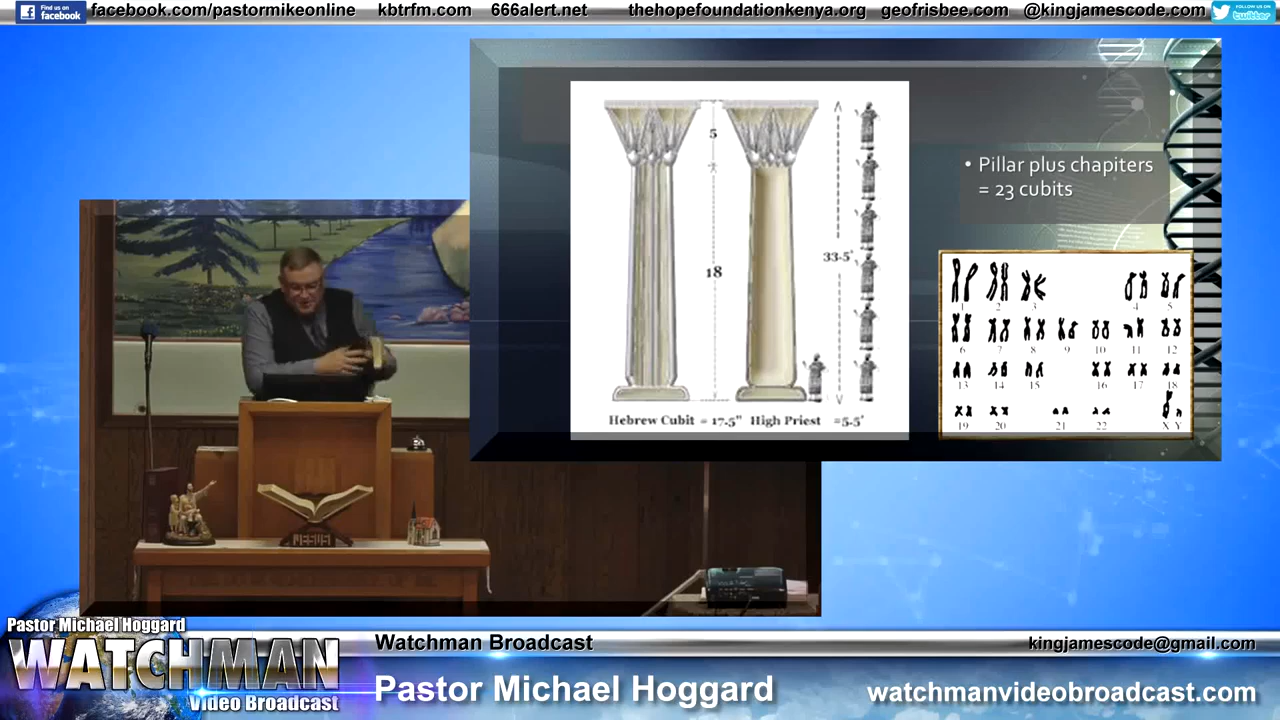 Find us on
facebook
facebook.com/pastormikeonline kbtrfm.com 666alert.net thehopefoundationkenya.org geofrisbee.com @kingjamescode.com
FOLLOW US ON
twitter
5
18
33-5'
Hebrew Cubit = 17.5" High Priest =5.5'
• Pillar plus chapiters
= 23 cubits
1 2 3 4 5
6 7 8 9 10 11 12
13 14 15 16 17 18
19 20 21 22 X Y
JESUS
Pastor Michael Hoggard
WATCHMAN
Video Broadcast
Watchman Broadcast
kingjamescode@gmail.com
Pastor Michael Hoggard
watchmanvideobroadcast.com